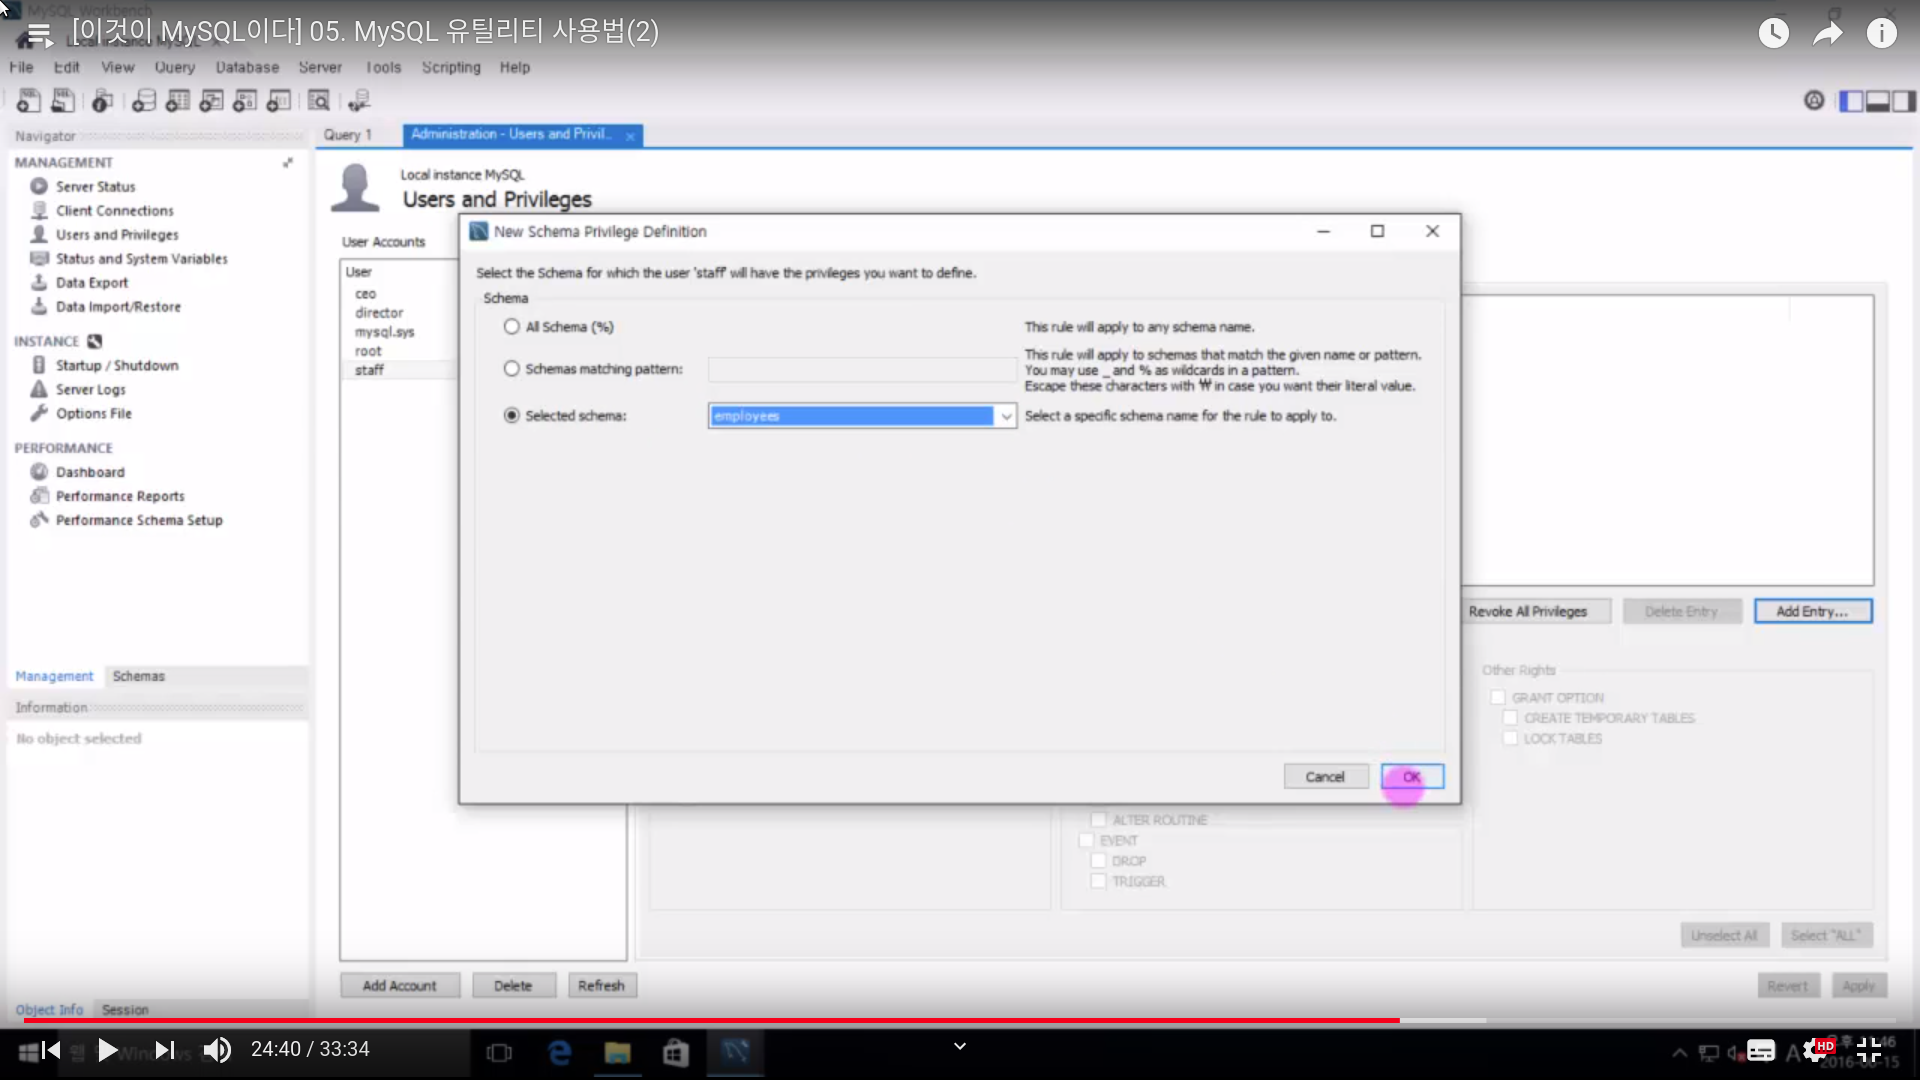 MySQL Workbench
[이것이 MySQL이다] 05. MySQL 유틸리티 사용법(2)
Local instance MySQL
File Edit View Query Database Server Tools Scripting Help
Navigator
Query 1
Administration - Users and Privil...
MANAGEMENT
Server Status
Client Connections
Users and Privileges
Status and System Variables
Data Export
Data Import/Restore
INSTANCE
Startup / Shutdown
Server Logs
Options File
PERFORMANCE
Dashboard
Performance Reports
Performance Schema Setup
Management
Schemas
Information
No object selected
Object Info
Session
Local instance MySQL
Users and Privileges
User Accounts
User
ceo
director
mysql.sys
root
staff
Add Account
Delete
Refresh
New Schema Privilege Definition
Select the Schema for which the user 'staff' will have the privileges you want to define.
Schema
All Schema (%)
This rule will apply to any schema name.
Schemas matching pattern:
This rule will apply to schemas that match the given name or pattern.
You may use _ and % as wildcards in a pattern.
Escape these characters with ₩ in case you want their literal value.
Selected schema:
employees
Select a specific schema name for the rule to apply to.
Cancel
OK
Revoke All Privileges
Delete Entry
Add Entry...
Other Rights
GRANT OPTION
CREATE TEMPORARY TABLES
LOCK TABLES
ALTER ROUTINE
EVENT
DROP
TRIGGER
Unselect All
Select "ALL"
Revert
Apply
24:40 / 33:34
HD